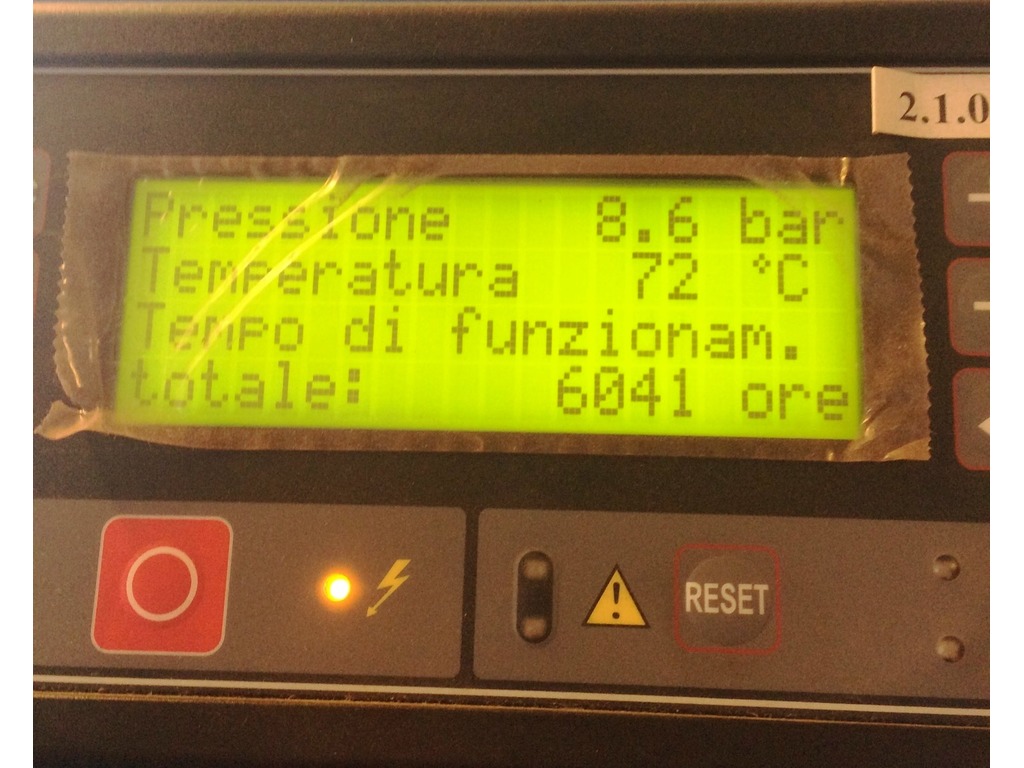 2.1.0
Pressione 8.6 bar
Temperatura 72 °C
Tempo di funzionam.
totale: 6041 ore
RESET